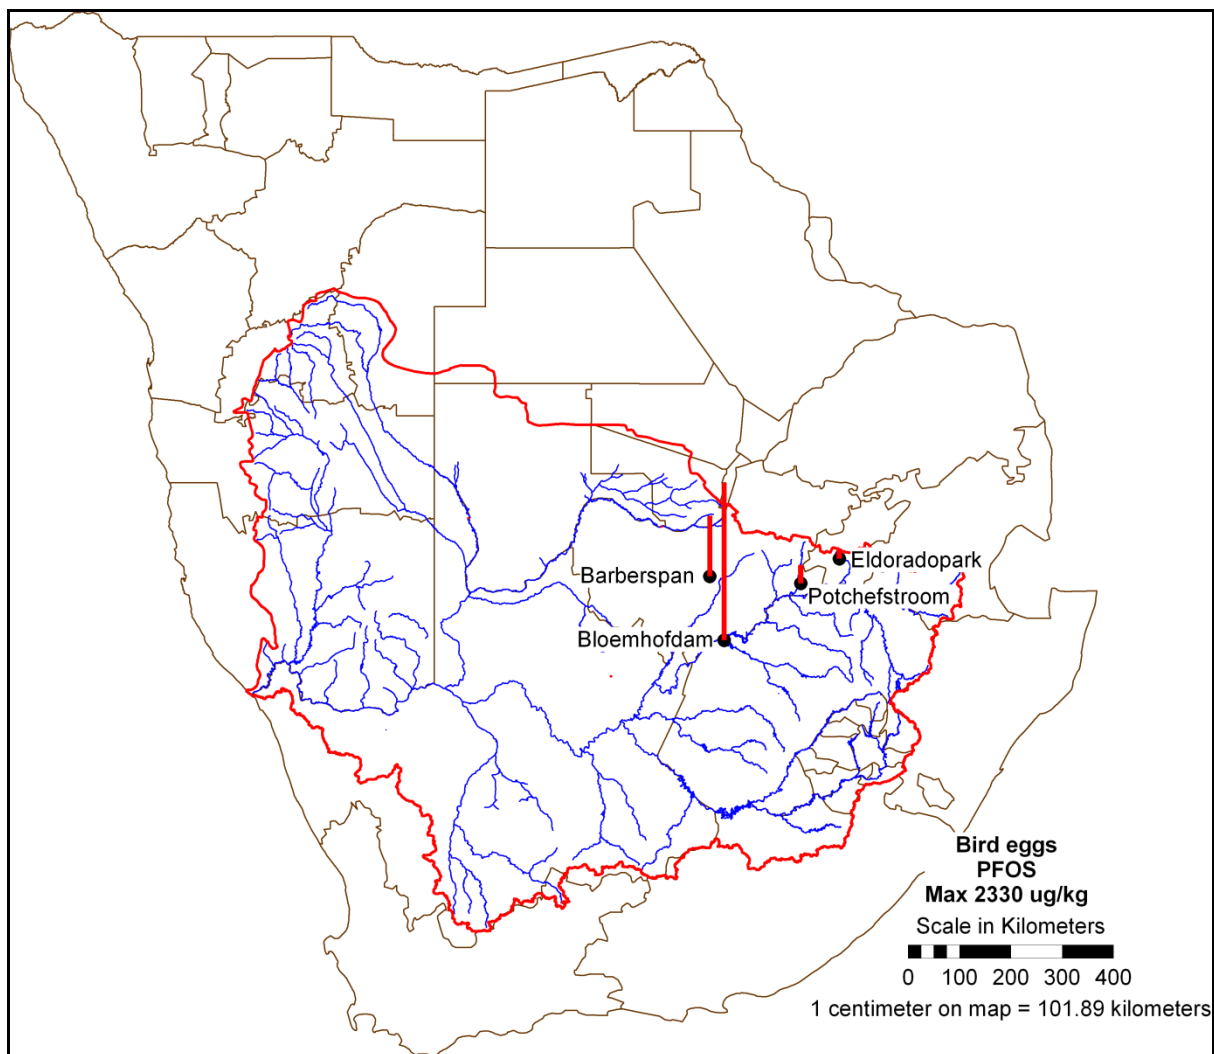 Eldoradopark
Barberspan
Potchefstroom
Bloemhofdam
Bird eggs
PFOS
Max 2330 ug/kg
Scale in Kilometers
0 100 200 300 400
1 centimeter on map = 101.89 kilometers